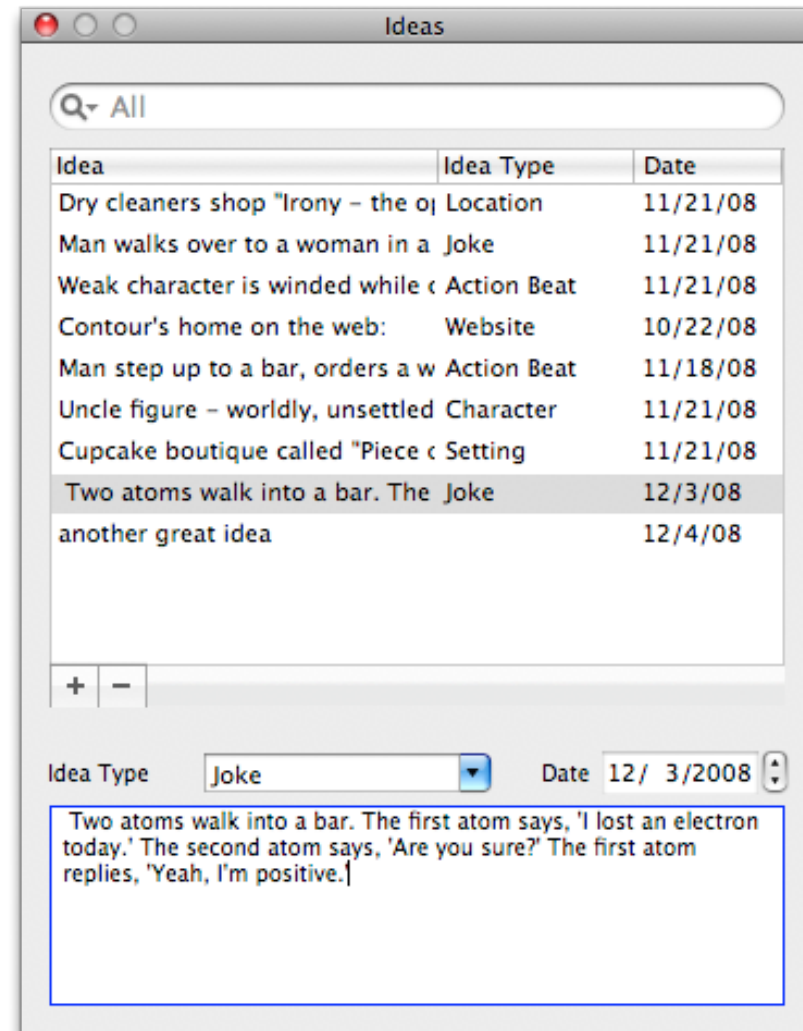 Ideas
All
Idea Idea Type Date
Dry cleaners shop "Irony – the o Location 11/21/08
Man walks over to a woman in a Joke 11/21/08
Weak character is winded while Action Beat 11/21/08
Contour's home on the web: Website 10/22/08
Man step up to a bar, orders a w Action Beat 11/18/08
Uncle figure – worldly, unsettled Character 11/21/08
Cupcake boutique called "Piece Setting 11/21/08
Two atoms walk into a bar. The Joke 12/3/08
another great idea 12/4/08
+ −
Idea Type Joke Date 12/ 3/2008
Two atoms walk into a bar. The first atom says, 'I lost an electron
today.' The second atom says, 'Are you sure?' The first atom
replies, 'Yeah, I'm positive.'